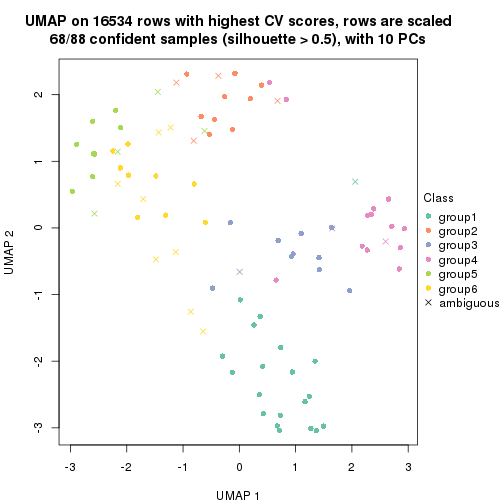 UMAP on 16534 rows with highest CV scores, rows are scaled
68/88 confident samples (silhouette > 0.5), with 10 PCs
2
1
0
-1
-2
-3
UMAP 2
-3 -2 -1 0 1 2 3
UMAP 1
Class
group1
group2
group3
group4
group5
group6
ambiguous